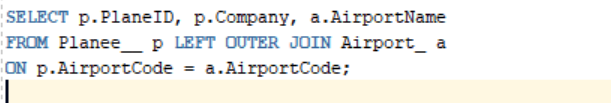 SELECT p.PlaneID, p.Company, a.AirportName
FROM Planee__ p LEFT OUTER JOIN Airport_ a
ON p.AirportCode = a.AirportCode;